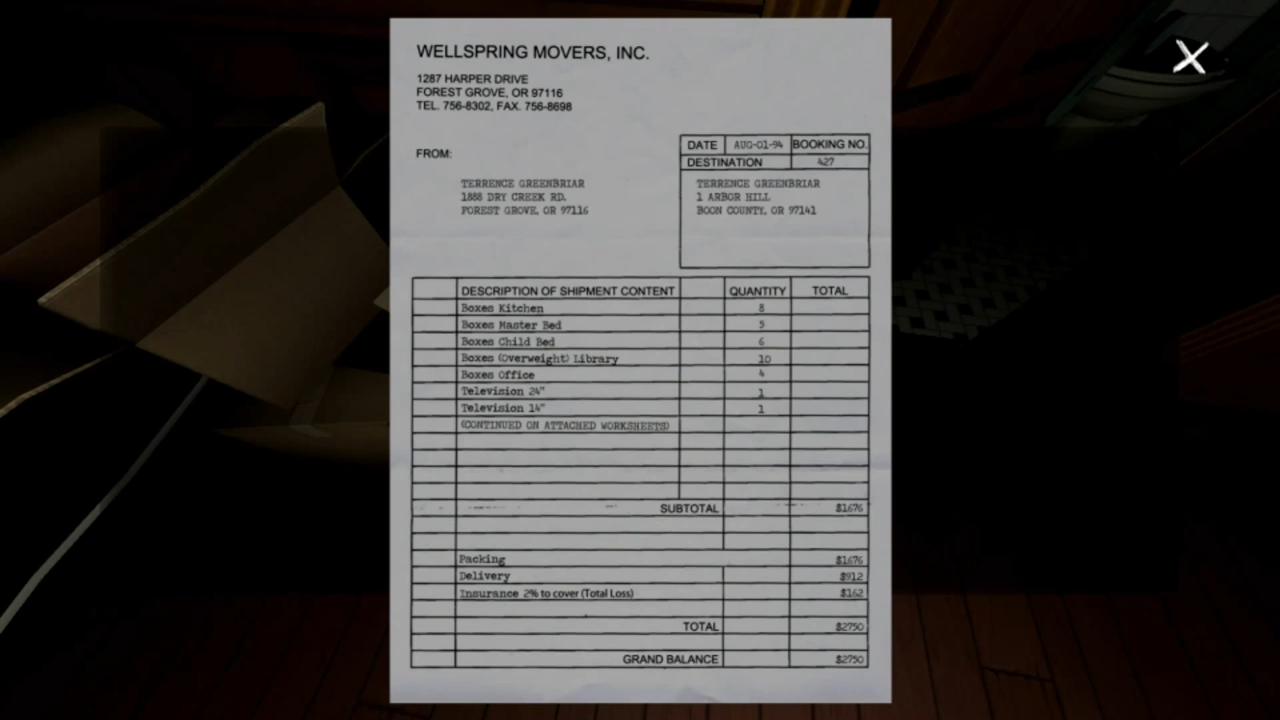 WELLSPRING MOVERS, INC.
1287 HARPER DRIVE
FOREST GROVE, OR 97116
TEL. 756-8302, FAX. 756-8698
DATE AUG-01-94 BOOKING NO.
FROM:
DESTINATION 427
TERRENCE GREENBRIAR
1888 DRY CREEK RD.
FOREST GROVE, OR 97116
TERRENCE GREENBRIAR
1 ARBOR HILL
BOON COUNTY, OR 97141
DESCRIPTION OF SHIPMENT CONTENT QUANTITY TOTAL
Boxes Kitchen 8
Boxes Master Bed 5
Boxes Child Bed 6
Boxes (Overweight) Library 10
Boxes Office 4
Television 24" 1
Television 14" 1
(CONTINUED ON ATTACHED WORKSHEETS)
SUBTOTAL $1676
Packing $1676
Delivery $912
Insurance 2% to cover (Total Loss) $162
TOTAL $2750
GRAND BALANCE $2750